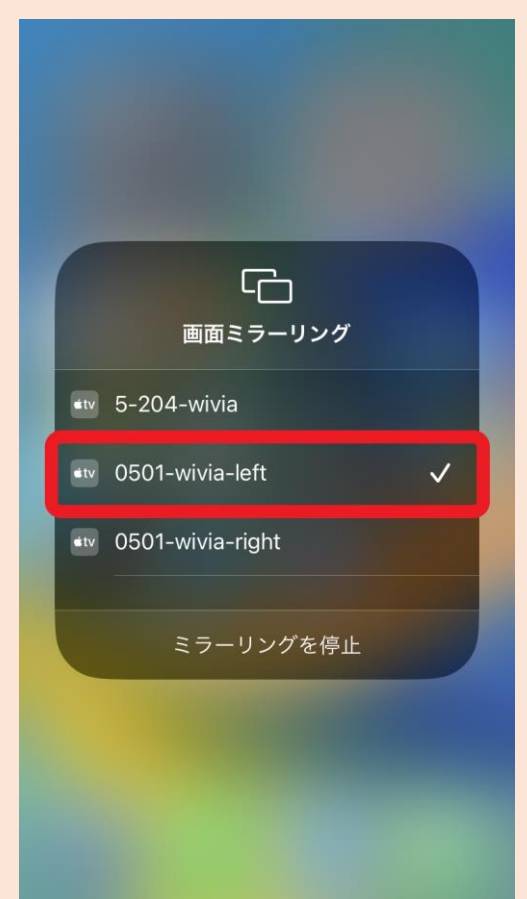 画面ミラーリング
tv 5-204-wivia
tv 0501-wivia-left
tv 0501-wivia-right
ミラーリングを停止